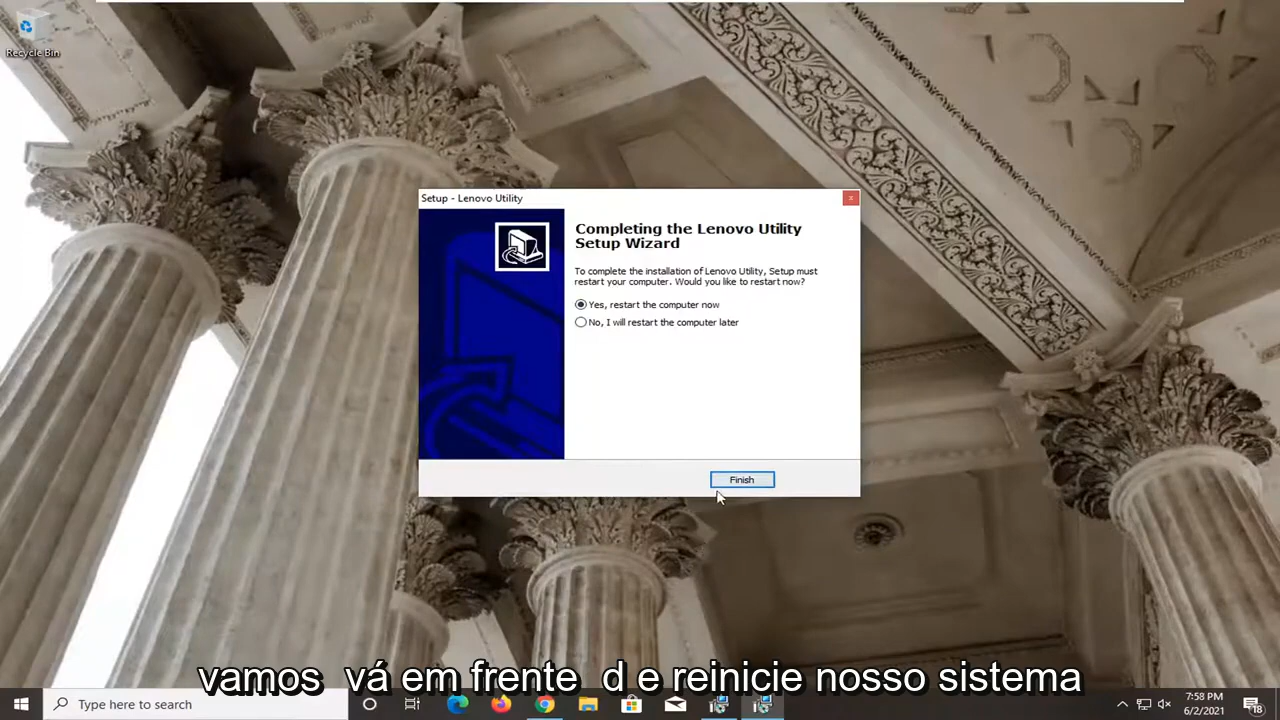 Recycle Bin
Setup - Lenovo Utility
x
Completing the Lenovo Utility
Setup Wizard
To complete the installation of Lenovo Utility, Setup must
restart your computer. Would you like to restart now?
Yes, restart the computer now
No, I will restart the computer later
Finish
vamos vá em frente d e reinicie nosso sistema
Type here to search
7:58 PM
6/2/2021
18